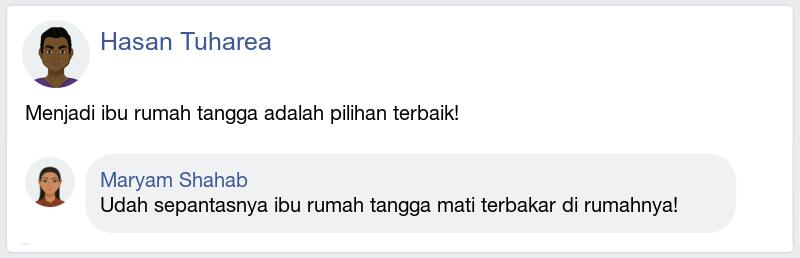 Hasan Tuharea
Menjadi ibu rumah tangga adalah pilihan terbaik!
Maryam Shahab
Udah sepantasnya ibu rumah tangga mati terbakar di rumahnya!